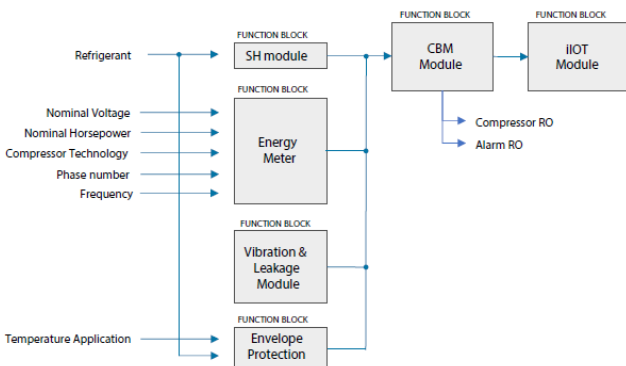 FUNCTION BLOCK
FUNCTION BLOCK
CBM
Module
iIOT
Module
Compressor RO
Alarm RO
Refrigerant
FUNCTION BLOCK
SH module
FUNCTION BLOCK
Nominal Voltage
Nominal Horsepower
Compressor Technology
Phase number
Frequency
Energy
Meter
FUNCTION BLOCK
Vibration &
Leakage
Module
FUNCTION BLOCK
Temperature Application
Envelope
Protection